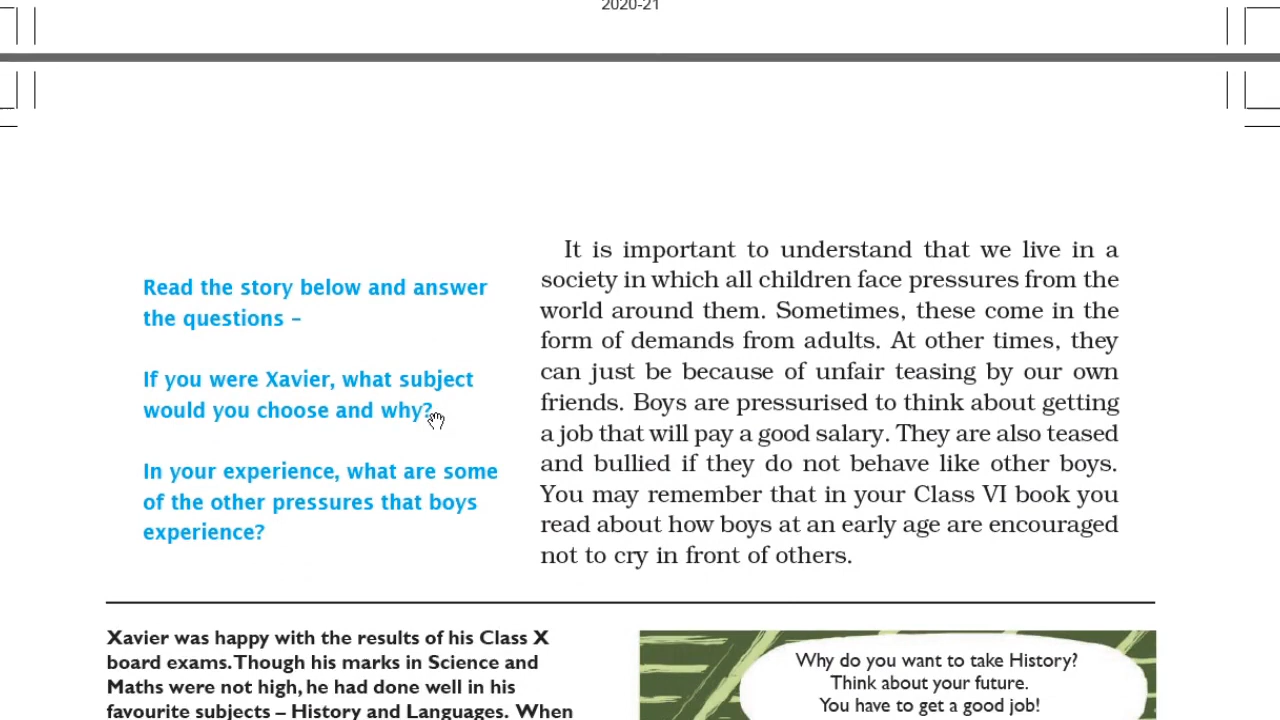 2020-21
Read the story below and answer
the questions –
If you were Xavier, what subject
would you choose and why?
In your experience, what are some
of the other pressures that boys
experience?
It is important to understand that we live in a
society in which all children face pressures from the
world around them. Sometimes, these come in the
form of demands from adults. At other times, they
can just be because of unfair teasing by our own
friends. Boys are pressurised to think about getting
a job that will pay a good salary. They are also teased
and bullied if they do not behave like other boys.
You may remember that in your Class VI book you
read about how boys at an early age are encouraged
not to cry in front of others.
Xavier was happy with the results of his Class X
board exams. Though his marks in Science and
Maths were not high, he had done well in his
favourite subjects – History and Languages. When
Why do you want to take History?
Think about your future.
You have to get a good job!